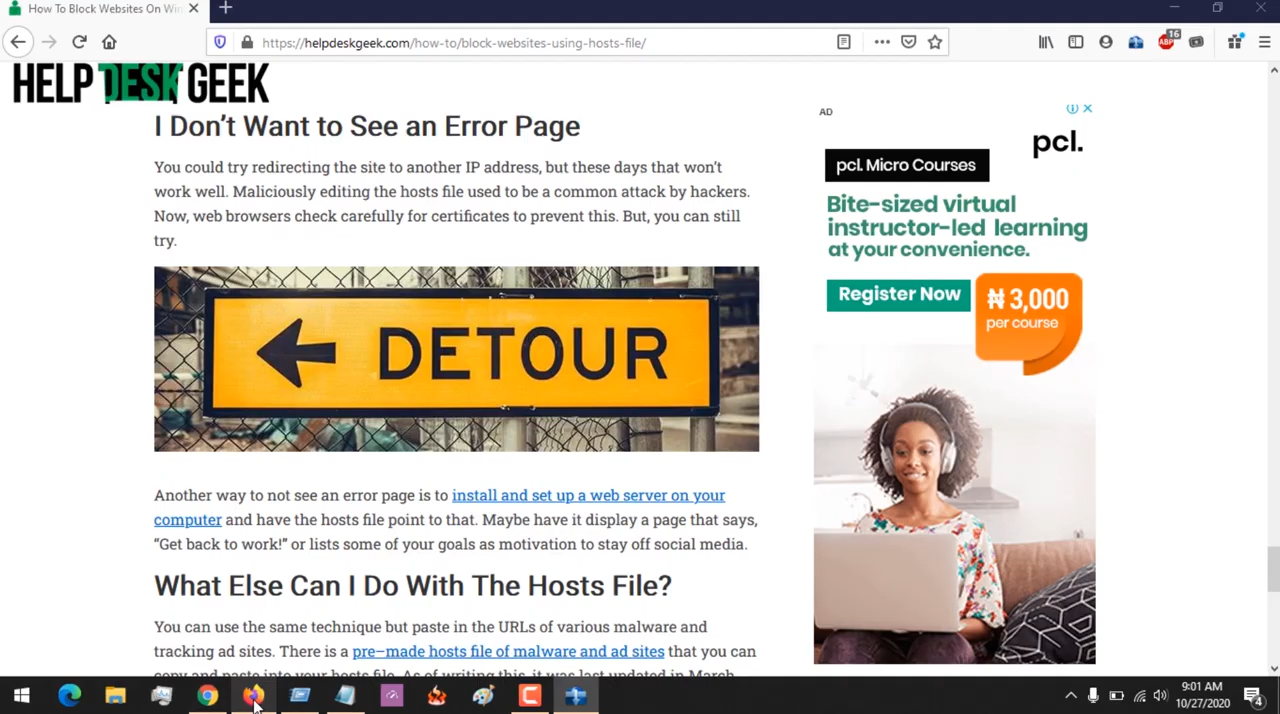 How To Block Websites On Win
https://helpdeskgeek.com/how-to/block-websites-using-hosts-file/
ABP
16
HELP DESK GEEK
I Don’t Want to See an Error Page
You could try redirecting the site to another IP address, but these days that won’t
work well. Maliciously editing the hosts file used to be a common attack by hackers.
Now, web browsers check carefully for certificates to prevent this. But, you can still
try.
DETOUR
Another way to not see an error page is to install and set up a web server on your
computer and have the hosts file point to that. Maybe have it display a page that says,
“Get back to work!” or lists some of your goals as motivation to stay off social media.
What Else Can I Do With The Hosts File?
You can use the same technique but paste in the URLs of various malware and
tracking ad sites. There is a pre–made hosts file of malware and ad sites that you can
copy and paste into your hosts file. As of writing this, it was last updated in March
AD
pcl.
pcl. Micro Courses
Bite-sized virtual
instructor-led learning
at your convenience.
Register Now
₦ 3,000
per course
9:01 AM
10/27/2020
4